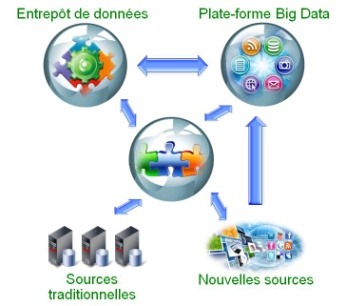 Entrepôt de données
Plate-forme Big Data
Sources
traditionnelles
Nouvelles sources